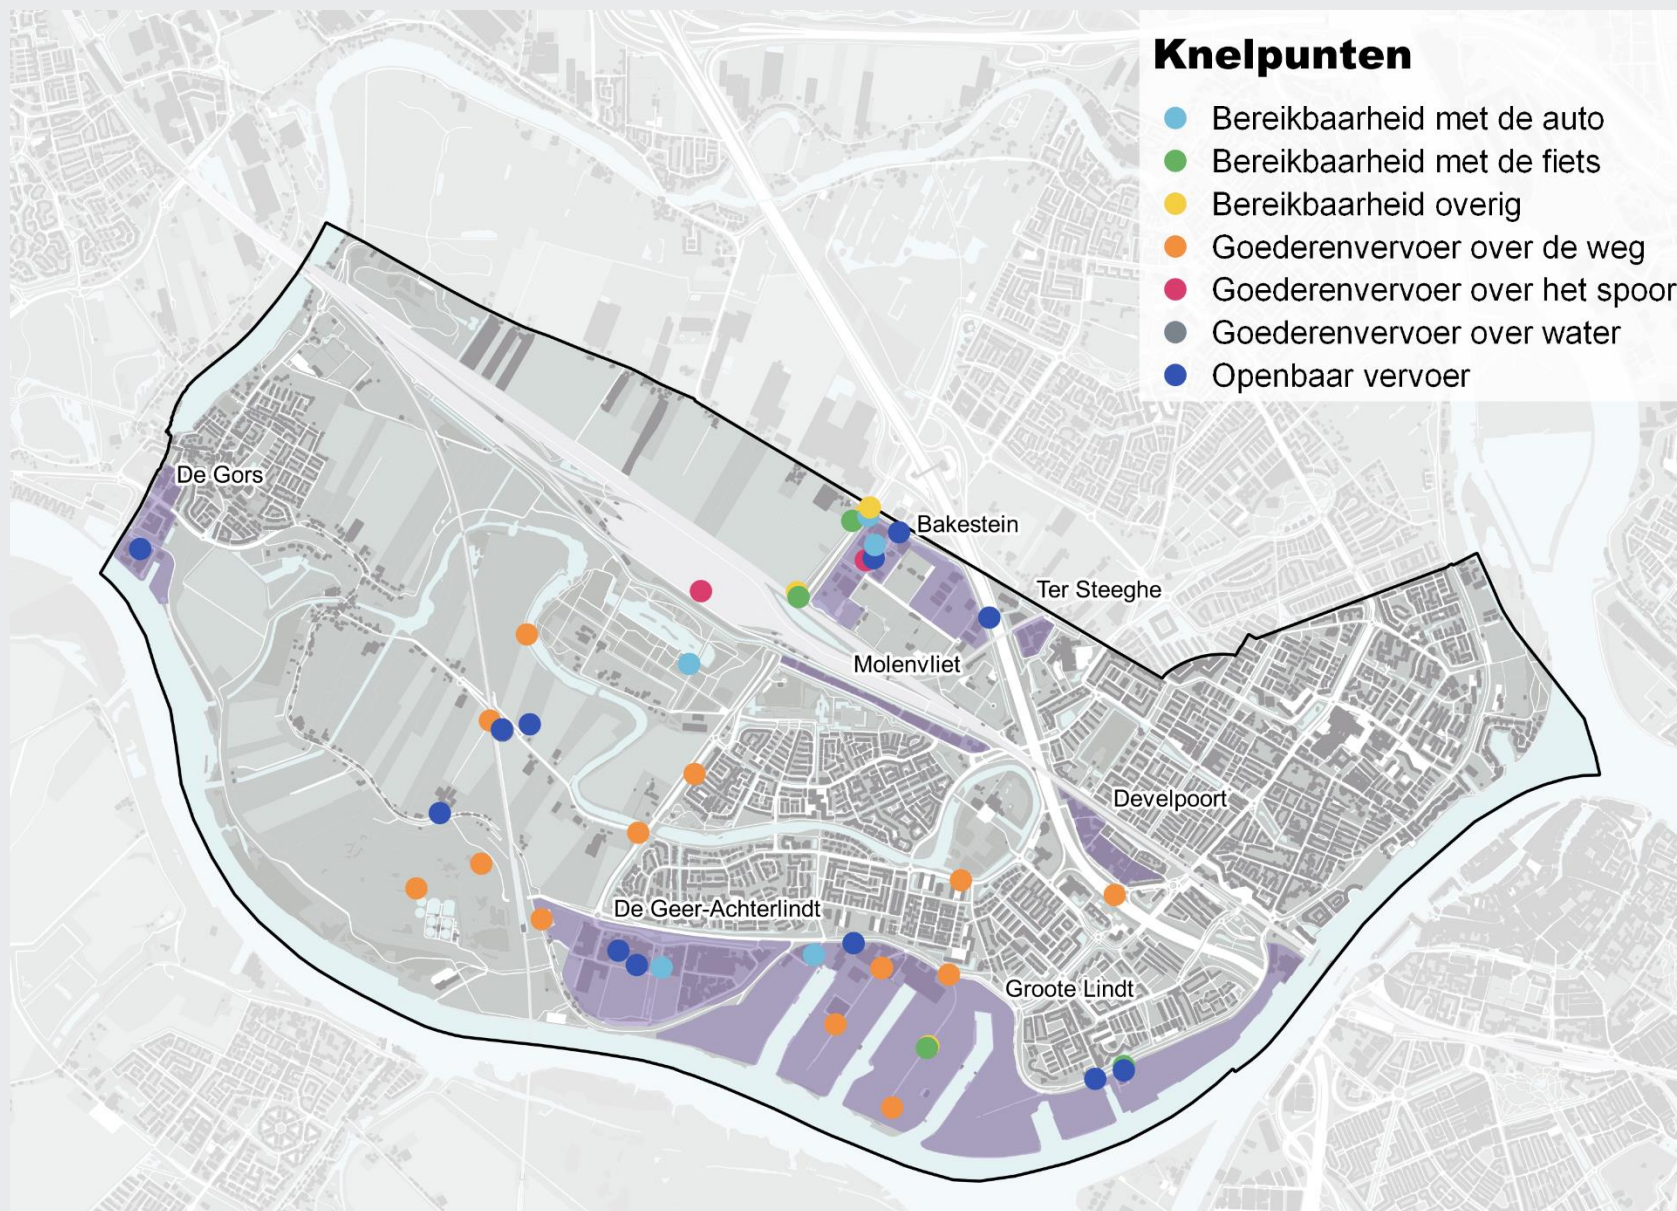 Knelpunten
Bereikbaarheid met de auto
Bereikbaarheid met de fiets
Bereikbaarheid overig
Goederenvervoer over de weg
Goederenvervoer over het spoor
Goederenvervoer over water
Openbaar vervoer
De Gors
Bakestein
Ter Steeghe
Molenvliet
Develpoort
De Geer-Achterlindt
Groote Lindt